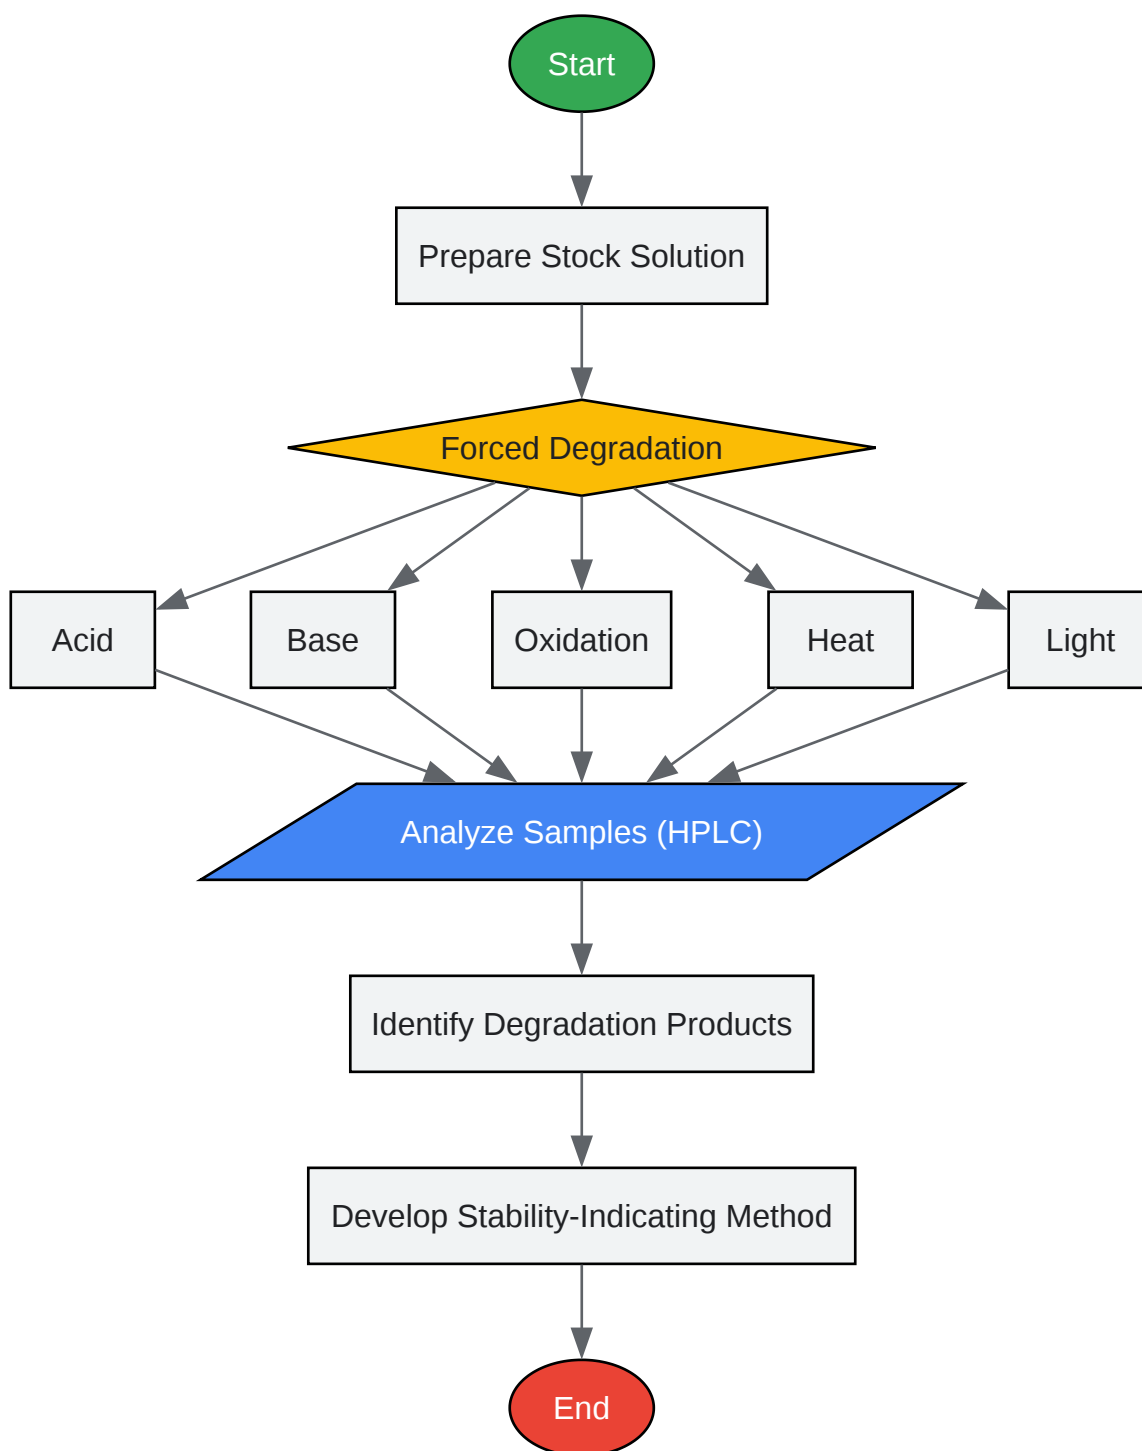 Start
Prepare Stock Solution
Forced Degradation
Acid
Base
Oxidation
Heat
Light
Analyze Samples (HPLC)
Identify Degradation Products
Develop Stability-Indicating Method
End